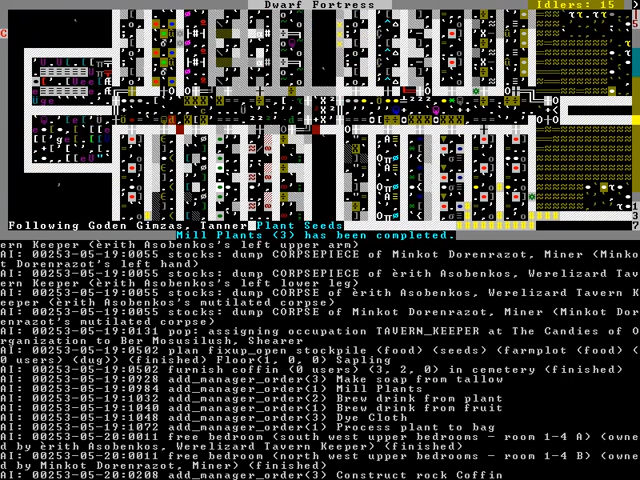 Dwarf Fortress
Idlers: 15
Following Goden Gimzas, Tanner Plant Seeds
Mill Plants (3) has been completed.
ern Keeper (èrith Asobenkos's left upper arm)
AI: 00253-05-19:0055 stocks: dump CORPSEPIECE of Minkot Dorenrazot, Miner (Minko
t Dorenrazot's left hand)
AI: 00253-05-19:0055 stocks: dump CORPSEPIECE of èrith Asobenkos, Werelizard Tav
ern Keeper (èrith Asobenkos's left lower leg)
AI: 00253-05-19:0055 stocks: dump CORPSE of èrith Asobenkos, Werelizard Tavern K
eeper (èrith Asobenkos's mutilated corpse)
AI: 00253-05-19:0055 stocks: dump CORPSE of Minkot Dorenrazot, Miner (Minkot Dor
enrazot's mutilated corpse)
AI: 00253-05-19:0131 pop: assigning occupation TAVERN_KEEPER at The Candies of O
rganization to Ber Mosusilush, Shearer
AI: 00253-05-19:0502 plan fixup_open stockpile (food) (seeds) (farmplot (food) (
0 users) (dug)) (finished) Floor(1, 0, 0) Sapling
AI: 00253-05-19:0502 furnish coffin (0 users) (3, 2, 0) in cemetery (finished)
AI: 00253-05-19:0928 add_manager_order(3) Make soap from tallow
AI: 00253-05-19:0984 add_manager_order(1) Mill Plants
AI: 00253-05-19:1032 add_manager_order(2) Brew drink from plant
AI: 00253-05-19:1040 add_manager_order(1) Brew drink from fruit
AI: 00253-05-19:1048 add_manager_order(3) Dye Cloth
AI: 00253-05-19:1072 add_manager_order(1) Process plant to bag
AI: 00253-05-20:0011 free bedroom (south west upper bedrooms - room 1-4 A) (owne
d by èrith Asobenkos, Werelizard Tavern Keeper) (finished)
AI: 00253-05-20:0011 free bedroom (north west upper bedrooms - room 1-4 B) (owne
d by Minkot Dorenrazot, Miner) (finished)
AI: 00253-05-20:0208 add_manager_order(3) Construct rock Coffin